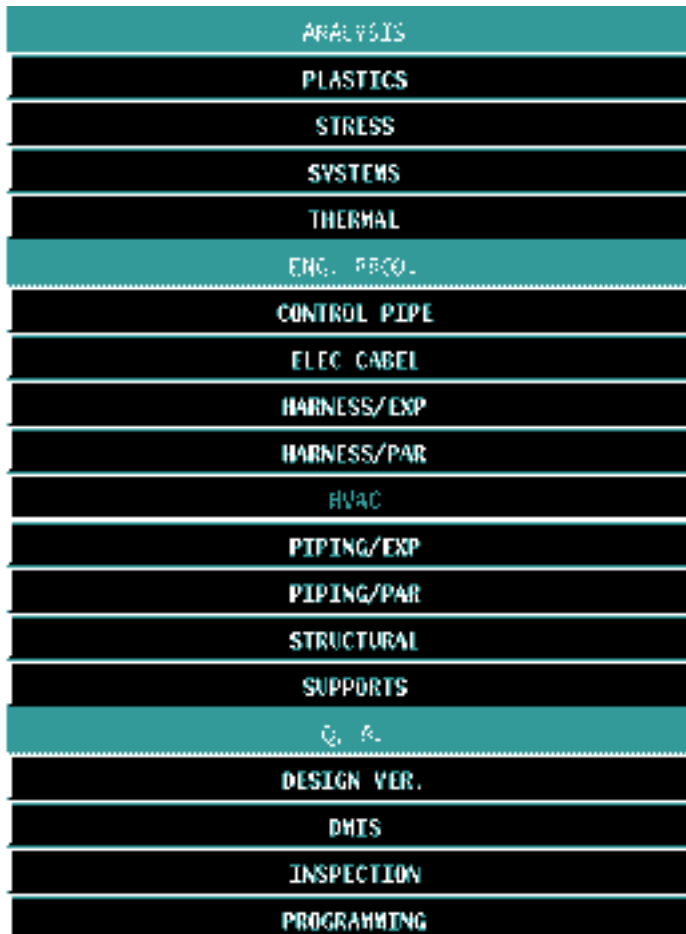 ANALYSIS
PLASTICS
STRESS
SYSTEMS
THERMAL
ENG. PROD.
CONTROL PIPE
ELEC CABEL
HARNESS/EXP
HARNESS/PAR
HVAC
PIPING/EXP
PIPING/PAR
STRUCTURAL
SUPPORTS
Q. A.
DESIGN VER.
DMIS
INSPECTION
PROGRAMMING